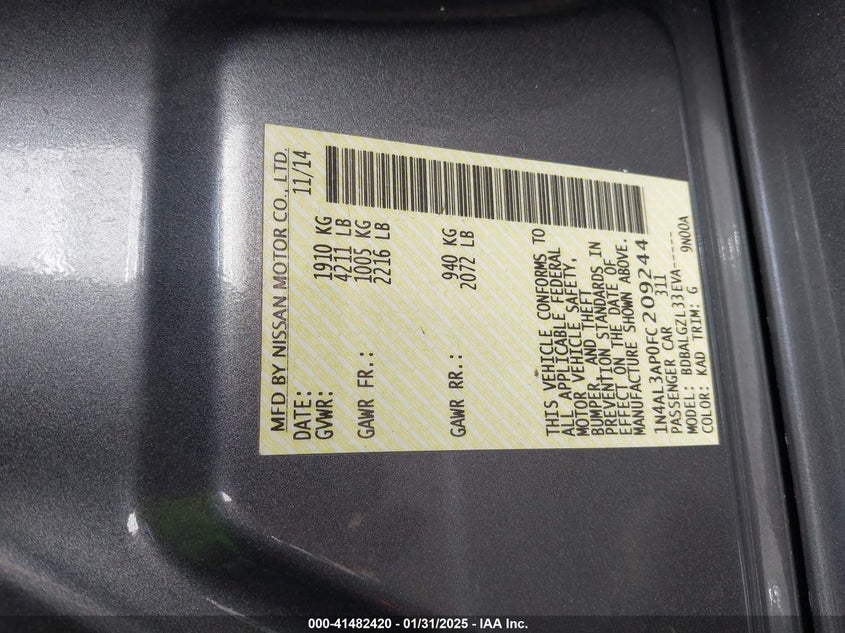 MFD BY NISSAN MOTOR CO., LTD.
DATE: 11/14
GVWR: 1910 KG
4211 LB
GAWR FR.: 1005 KG
2216 LB
GAWR RR.: 940 KG
2072 LB
THIS VEHICLE CONFORMS TO
ALL APPLICABLE FEDERAL
MOTOR VEHICLE SAFETY,
BUMPER, AND THEFT
PREVENTION STANDARDS IN
EFFECT ON THE DATE OF
MANUFACTURE SHOWN ABOVE.
1N4AL3AP0FC209244
PASSENGER CAR 311
MODEL: BDBALGZL33EVA-----
COLOR: KAD TRIM: G 9N00A
000-41482420 - 01/31/2025 - IAA Inc.